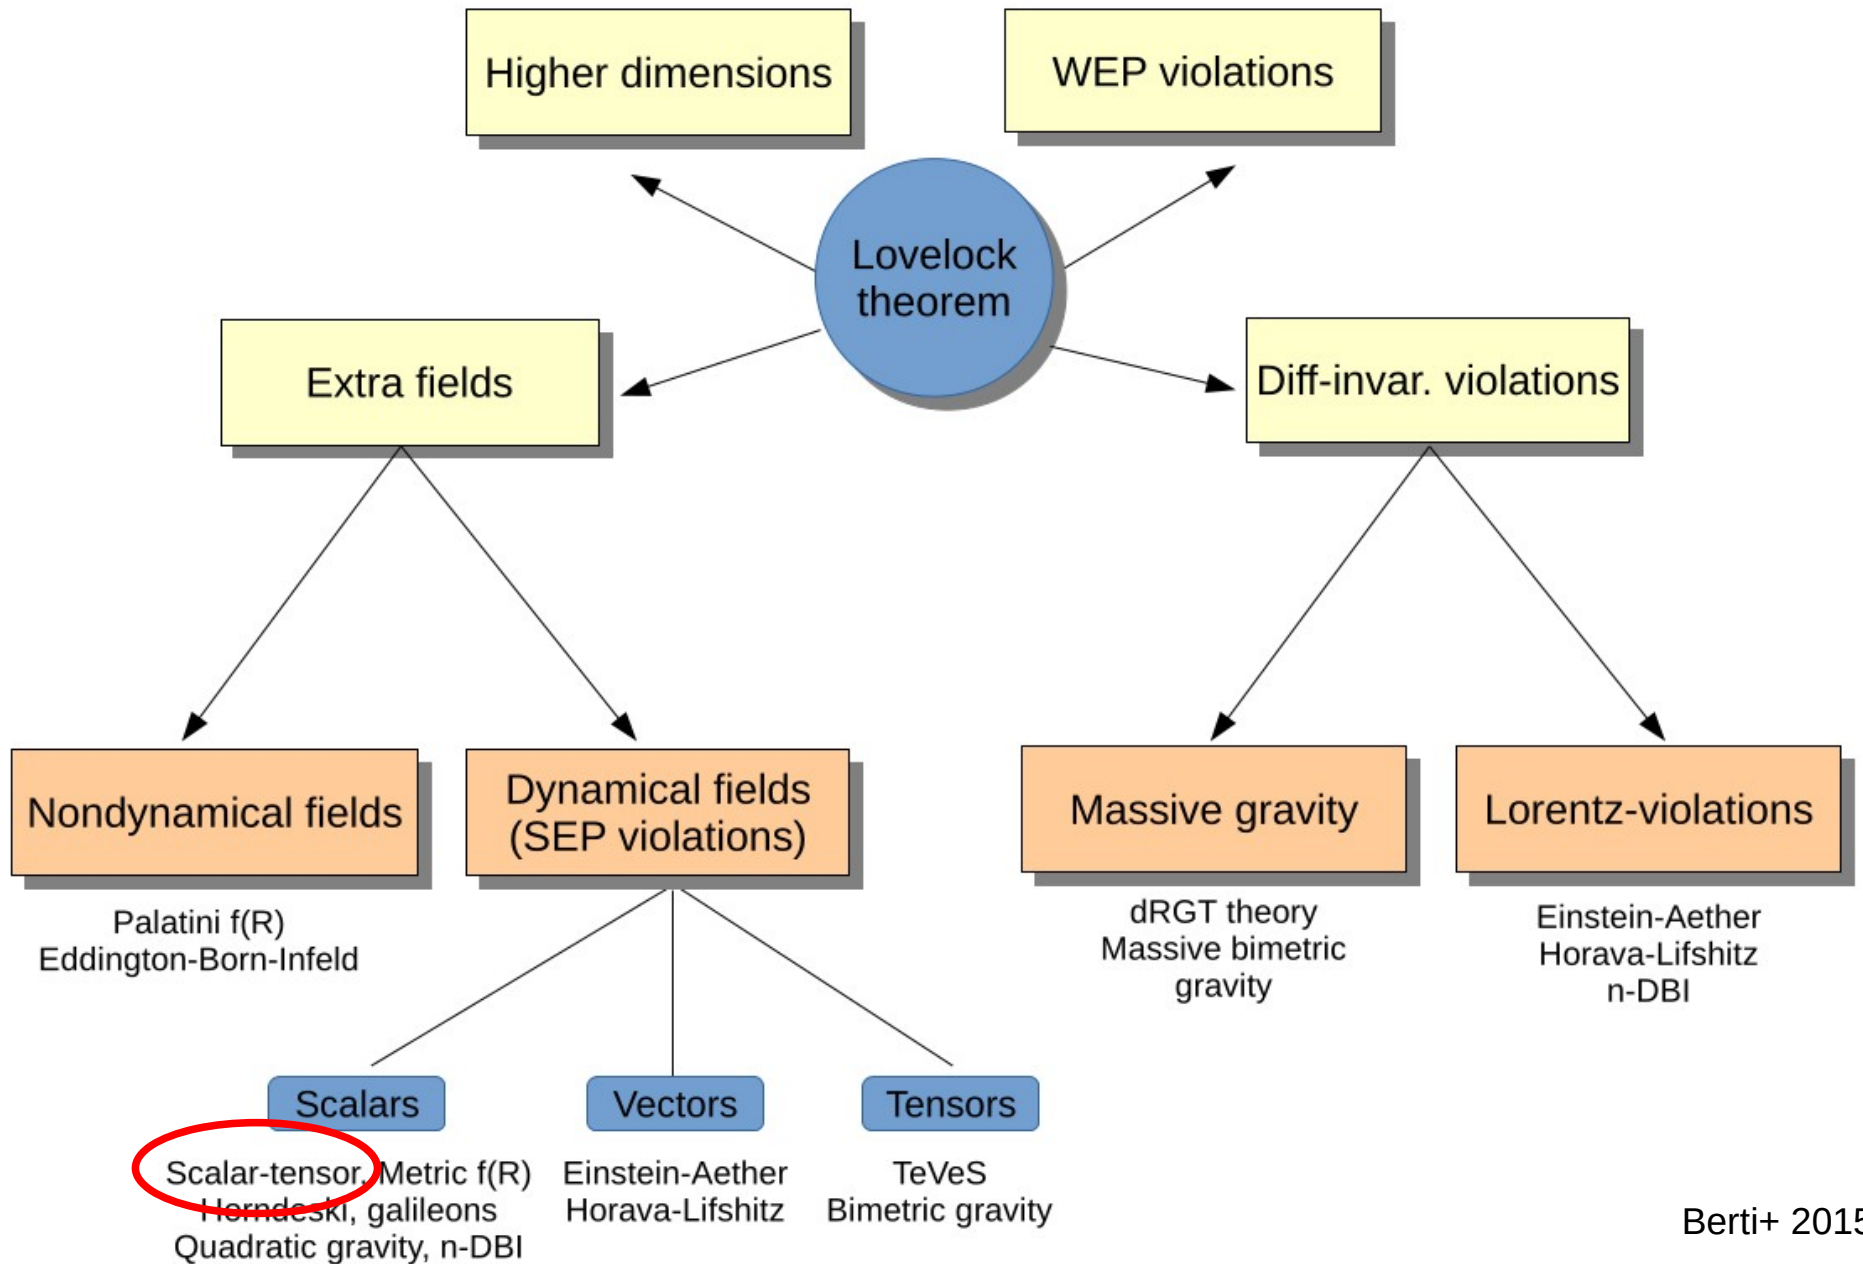 Higher dimensions
WEP violations
Lovelock
theorem
Extra fields
Diff-invar. violations
Nondynamical fields
Dynamical fields
(SEP violations)
Massive gravity
Lorentz-violations
Palatini f(R)
Eddington-Born-Infeld
dRGT theory
Massive bimetric
gravity
Einstein-Aether
Horava-Lifshitz
n-DBI
Scalars
Vectors
Tensors
Scalar-tensor, Metric f(R)
Horndeski, galileons
Quadratic gravity, n-DBI
Einstein-Aether
Horava-Lifshitz
TeVeS
Bimetric gravity
Berti+ 2015